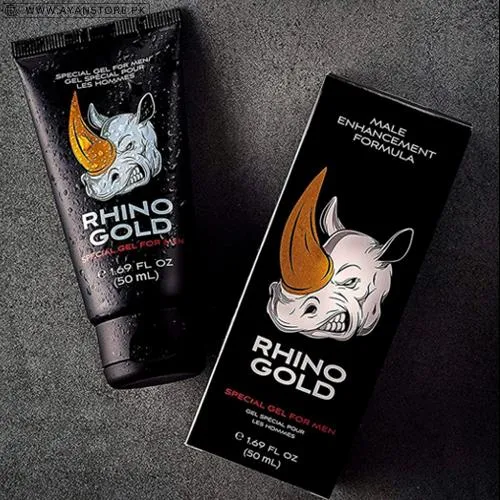 WWW.AYANSTORE.PK
SPECIAL GEL FOR MEN/
GEL SPÉCIAL POUR
LES HOMMES
RHINO
GOLD
SPECIAL GEL FOR MEN
℮ 1.69 FL OZ
(50 mL)
MALE
ENHANCEMENT
FORMULA
RHINO
GOLD
SPECIAL GEL FOR MEN
GEL SPÉCIAL POUR
LES HOMMES
℮ 1.69 FL OZ
(50 mL)